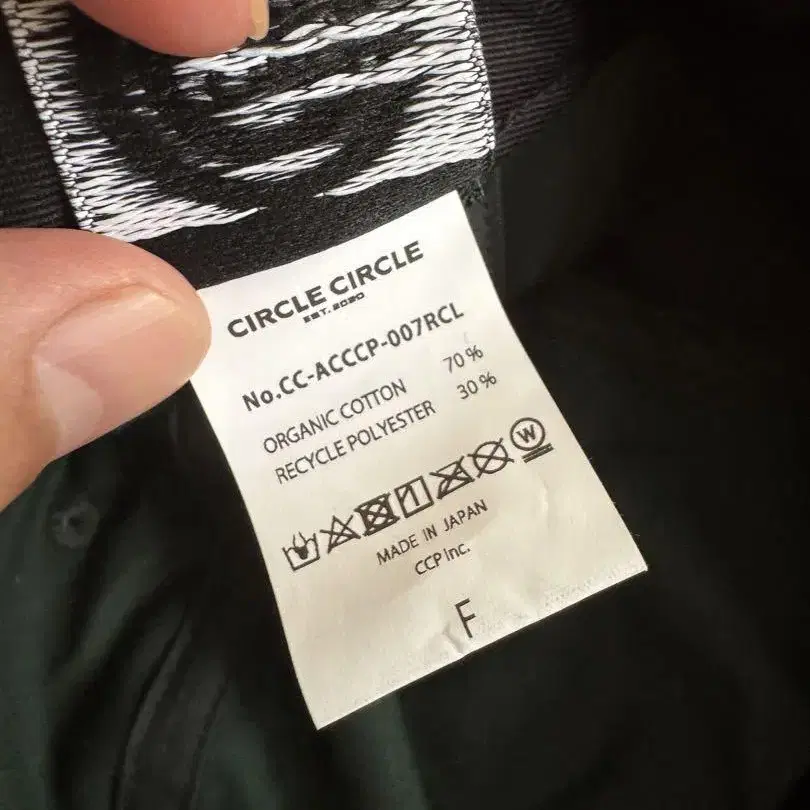 CIRCLE CIRCLE
EST. 2020
No.CC-ACCCP-007RCL
ORGANIC COTTON 70%
RECYCLE POLYESTER 30%
W
MADE IN JAPAN
CCP Inc.
F